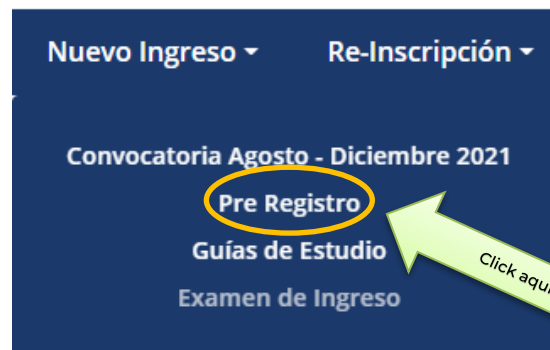 Nuevo Ingreso Re-Inscripción
Convocatoria Agosto - Diciembre 2021
Pre Registro
Guías de Estudio
Click aquí
Examen de Ingreso